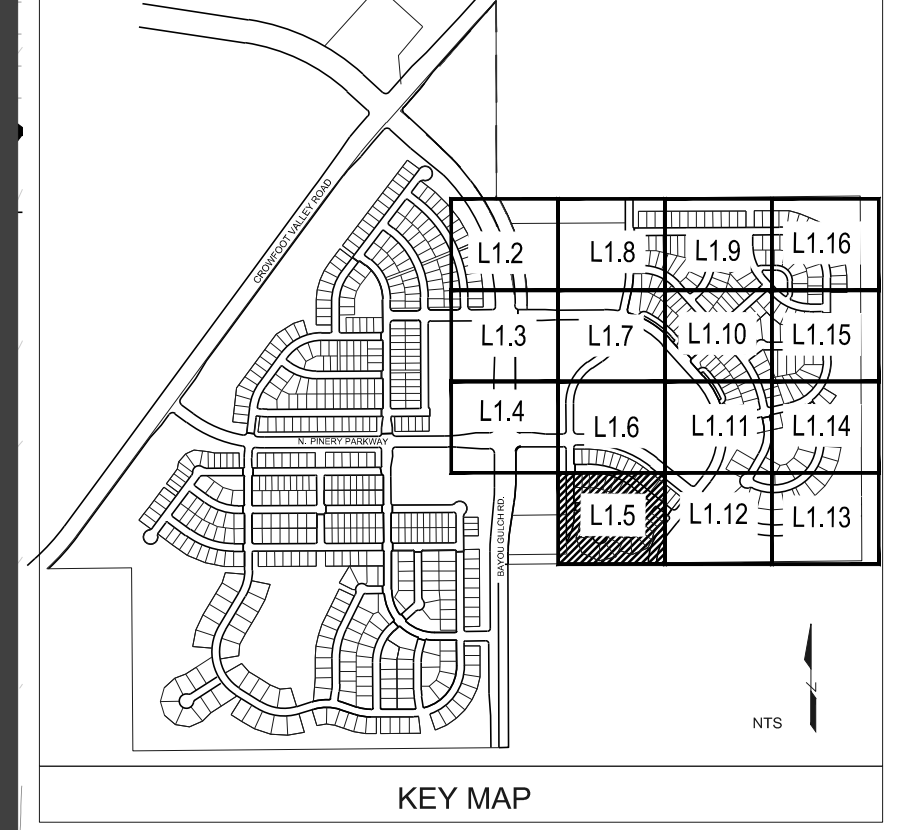 CROWFOOT VALLEY ROAD
L1.2
L1.8
L1.9
L1.16
L1.3
L1.7
L1.10
L1.15
L1.4
L1.6
L1.11
L1.14
N. PINERY PARKWAY
L1.5
L1.12
L1.13
BAYOU GULCH RD.
Z
NTS
KEY MAP